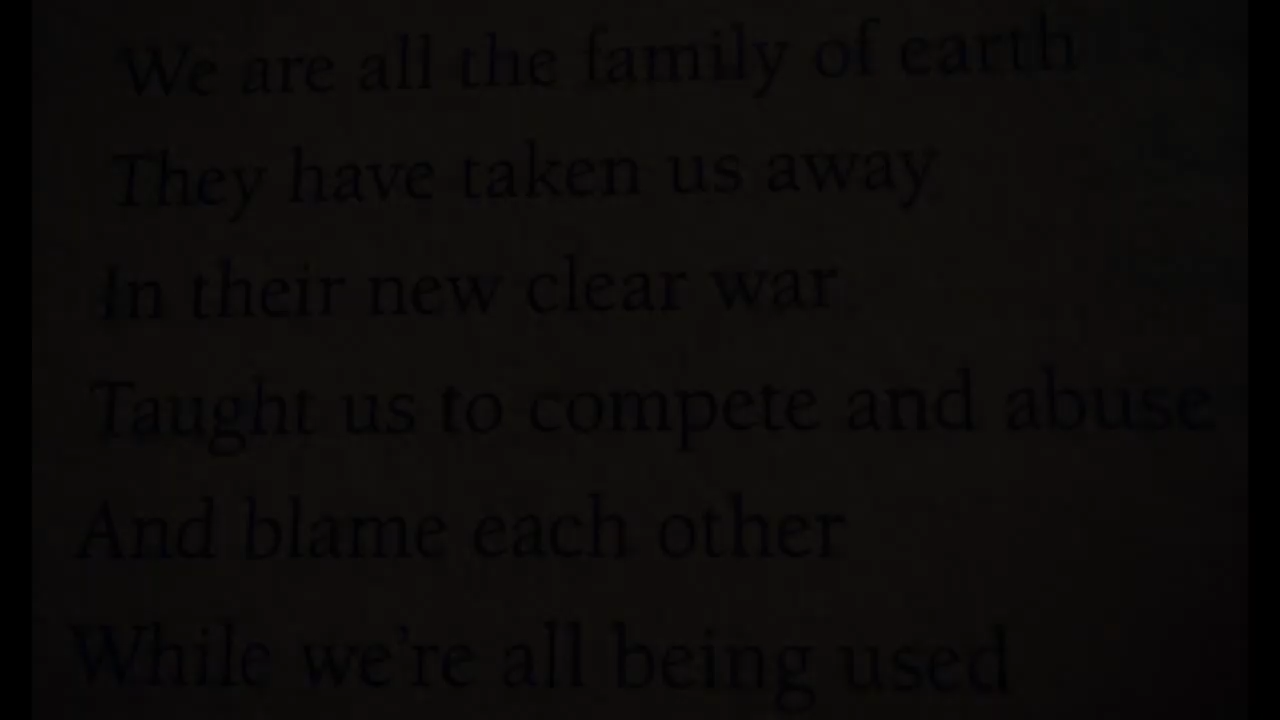 We are all the family of earth
They have taken us away
In their new clear war
Taught us to compete and abuse
And blame each other
While we're all being used